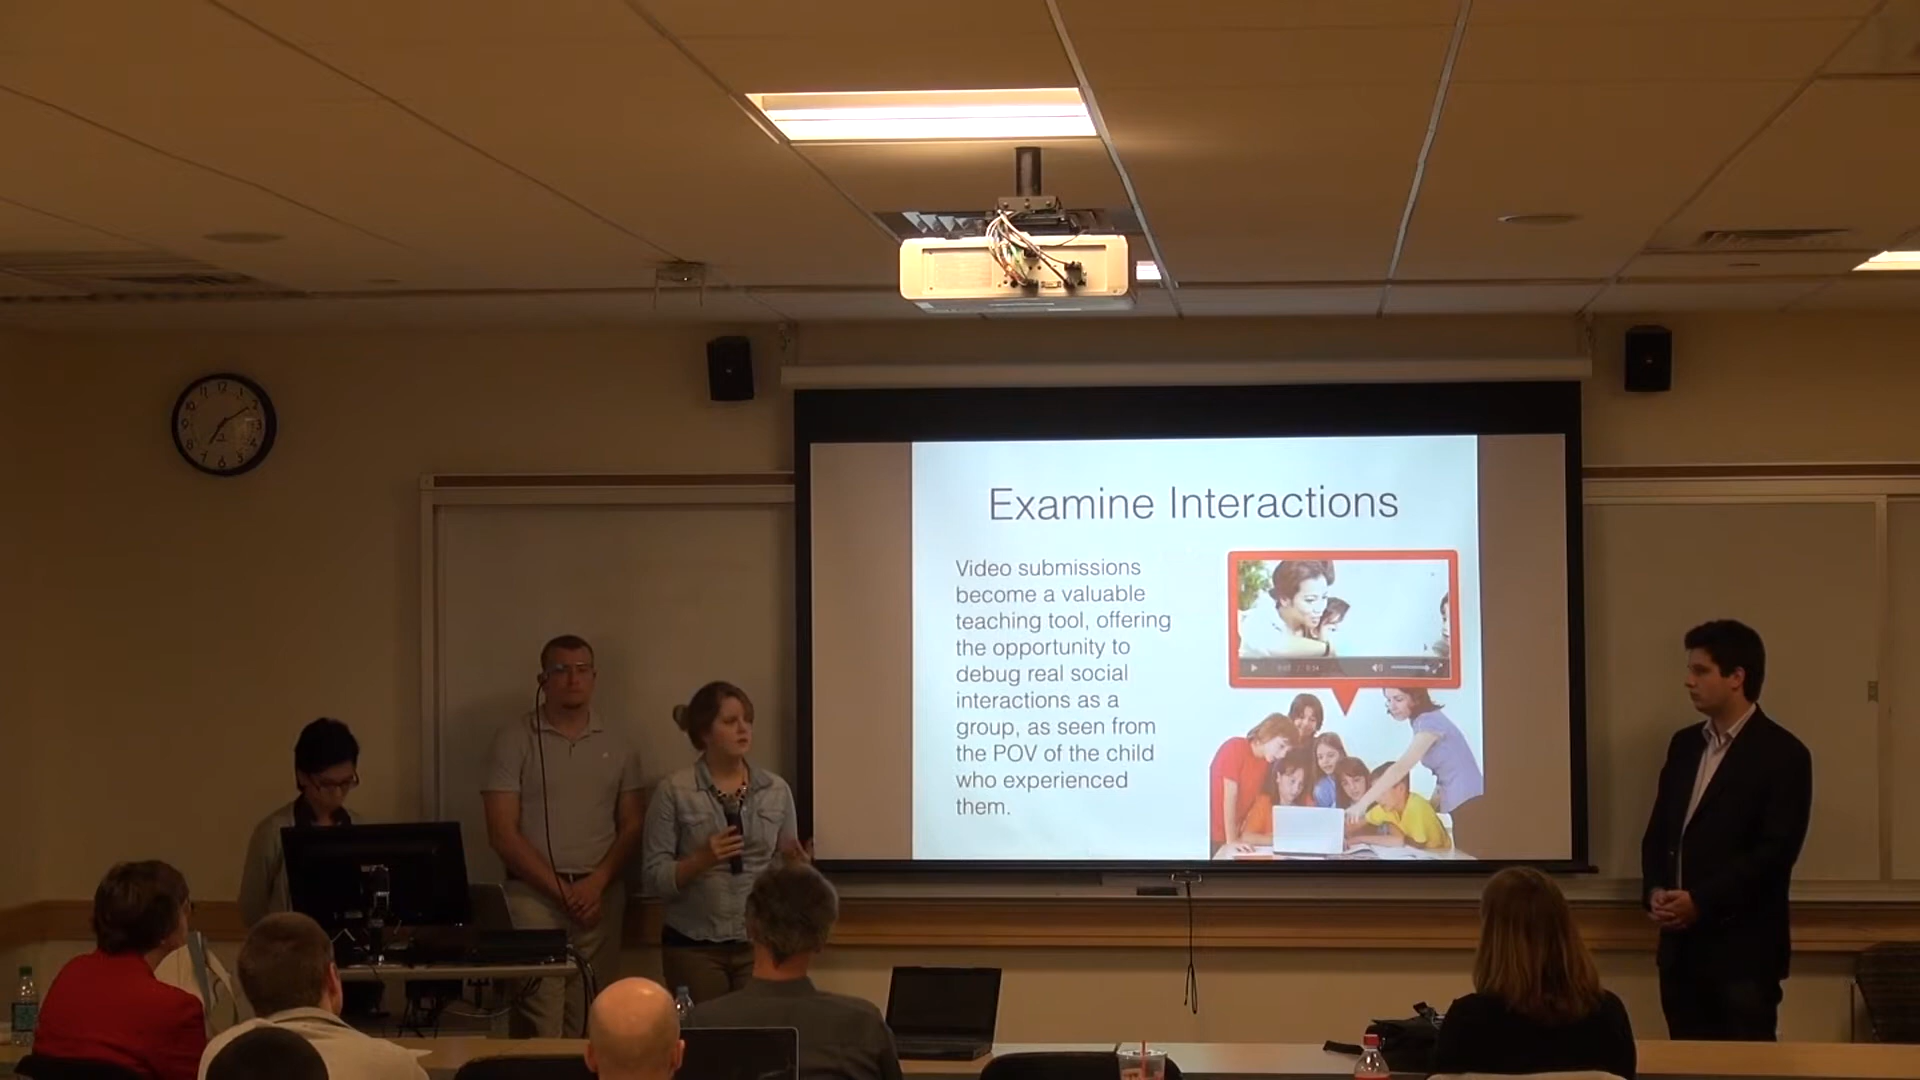 Examine Interactions
Video submissions
become a valuable
teaching tool, offering
the opportunity to
debug real social
interactions as a
group, as seen from
the POV of the child
who experienced
them.